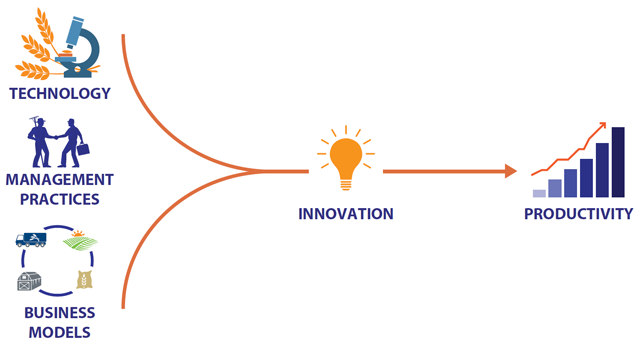 TECHNOLOGY
MANAGEMENT
PRACTICES
BUSINESS
MODELS
INNOVATION
PRODUCTIVITY